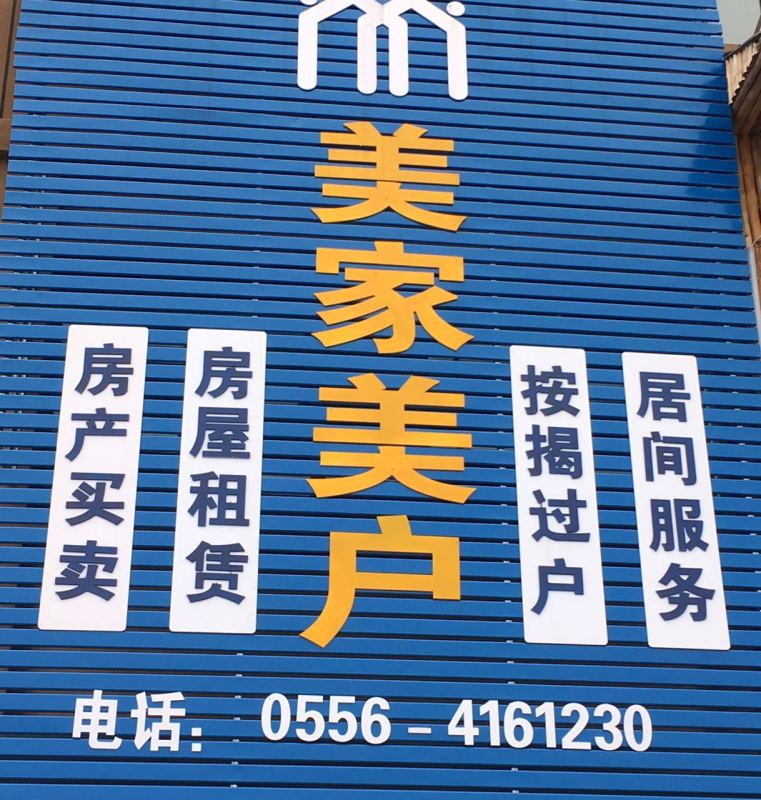 美家美户
房产买卖
房屋租赁
按揭过户
居间服务
电话：0556-4161230